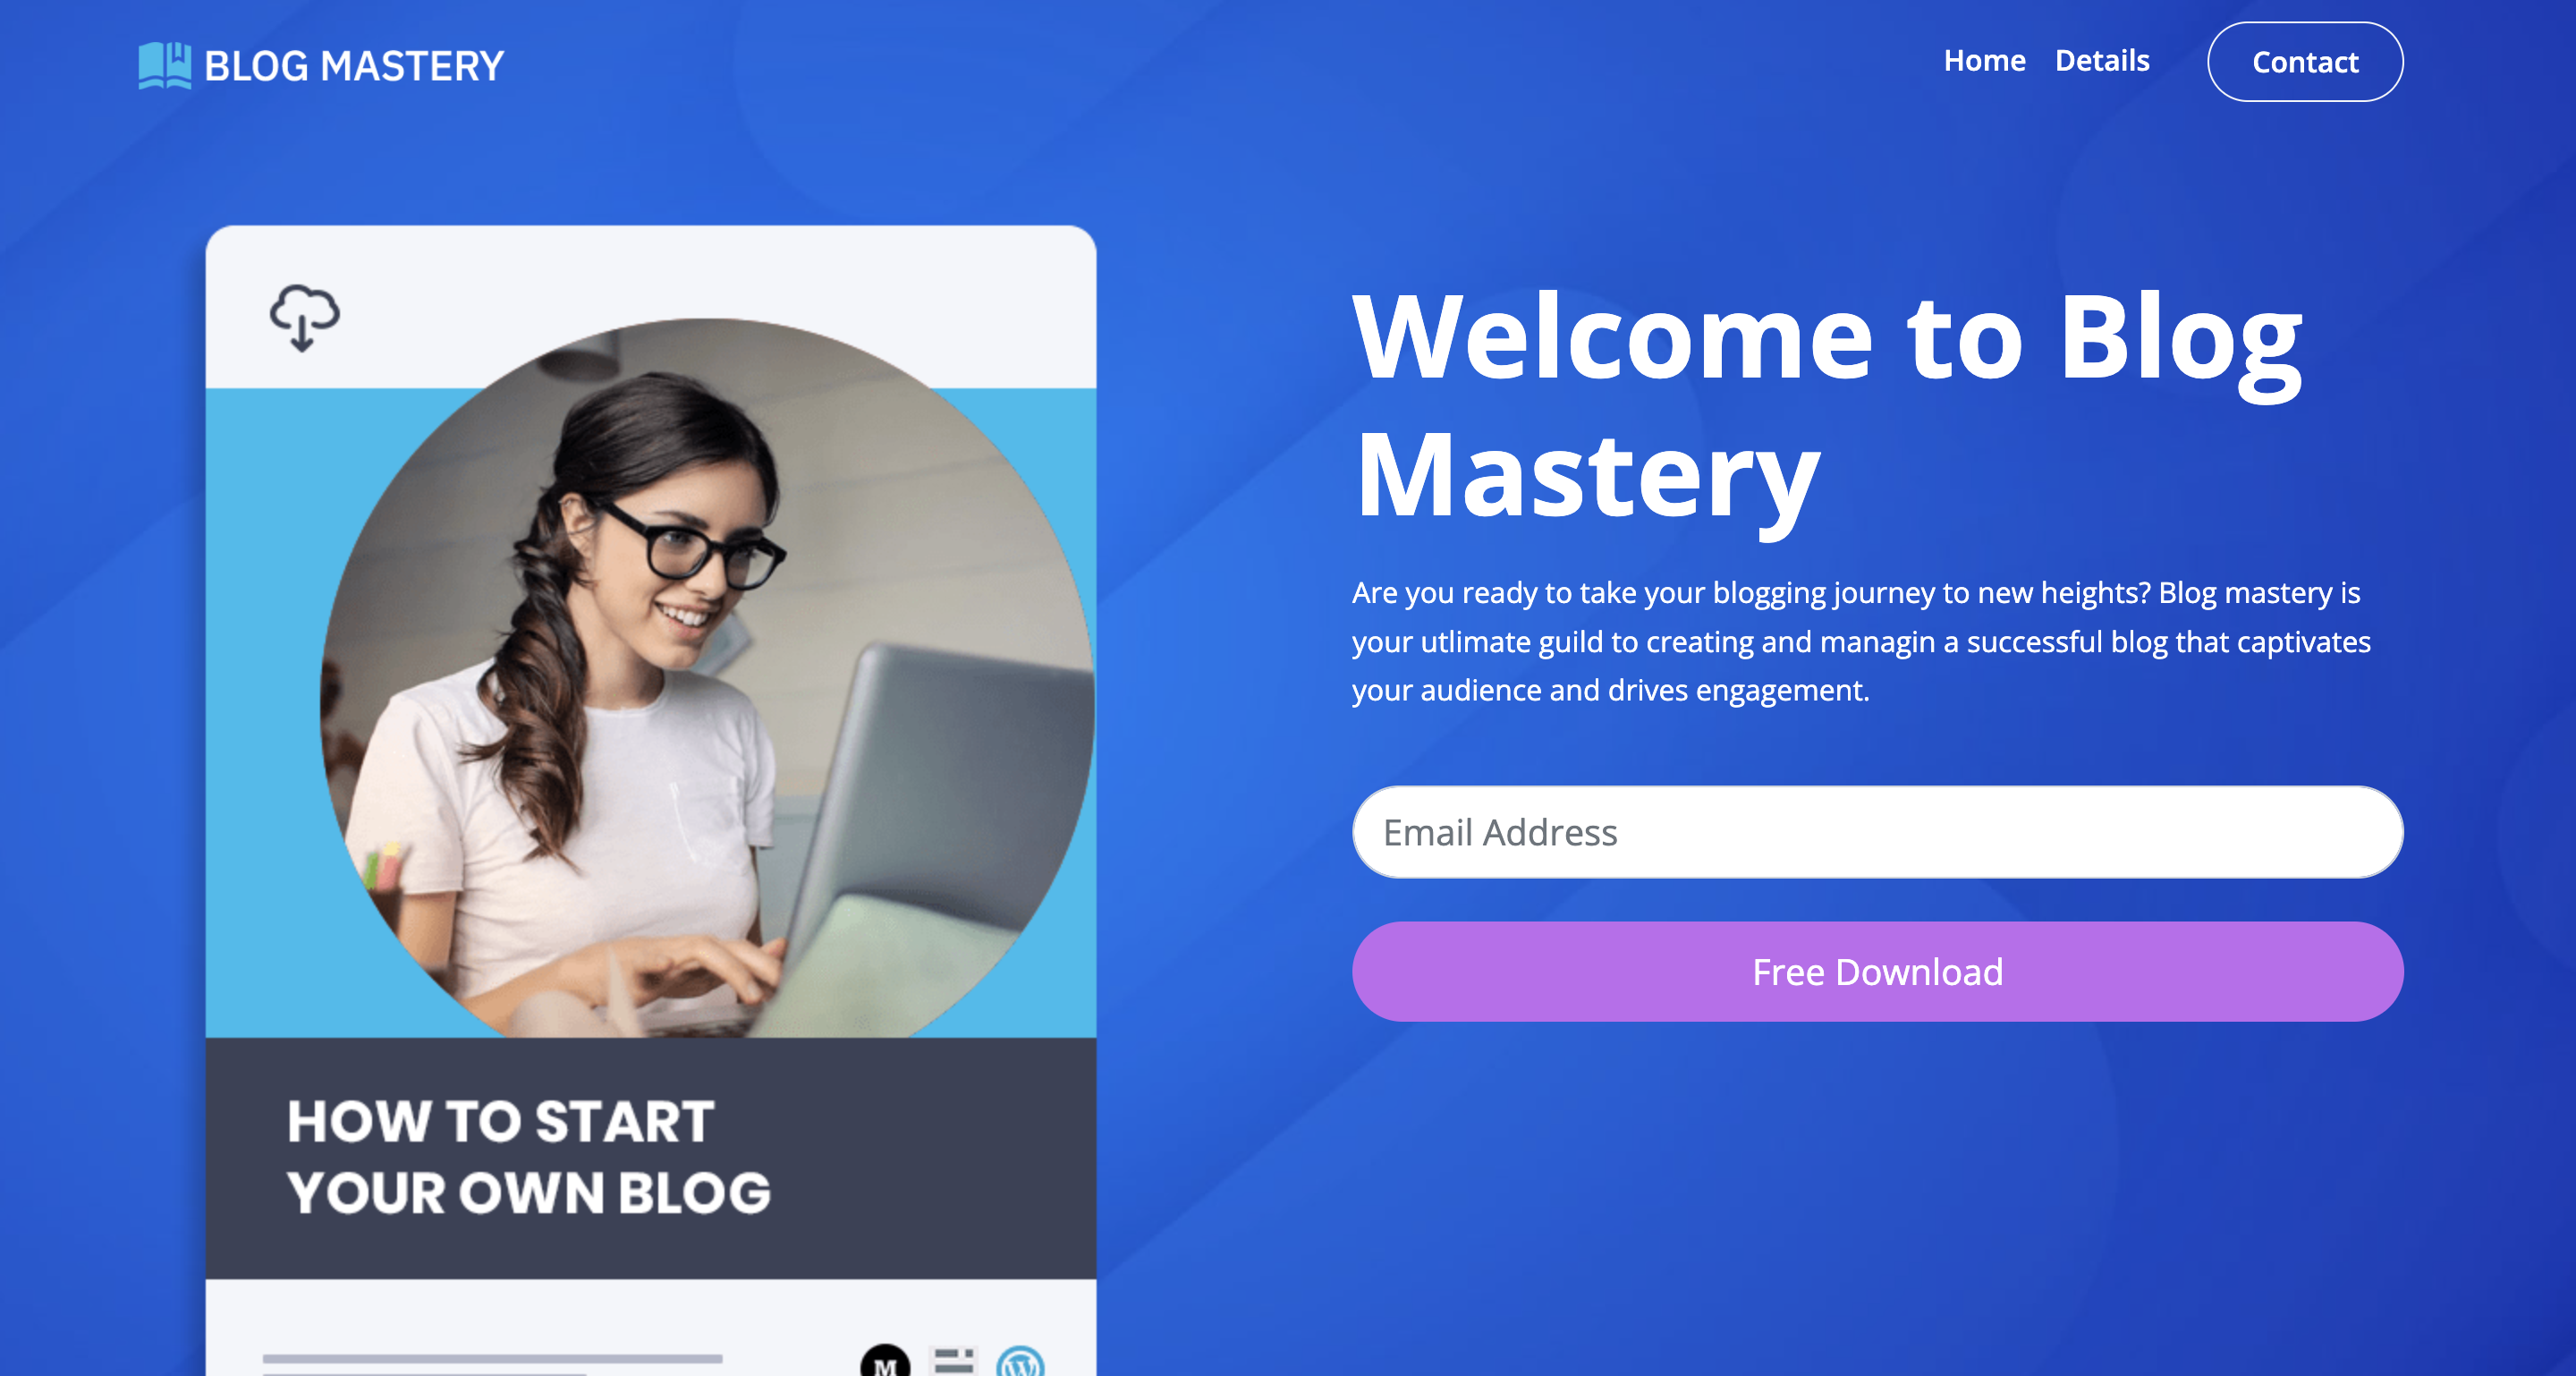 BLOG MASTERY
Home Details Contact
Welcome to Blog
Mastery
Are you ready to take your blogging journey to new heights? Blog mastery is
your utlimate guild to creating and managin a successful blog that captivates
your audience and drives engagement.
Email Address
Free Download
HOW TO START
YOUR OWN BLOG
M
W